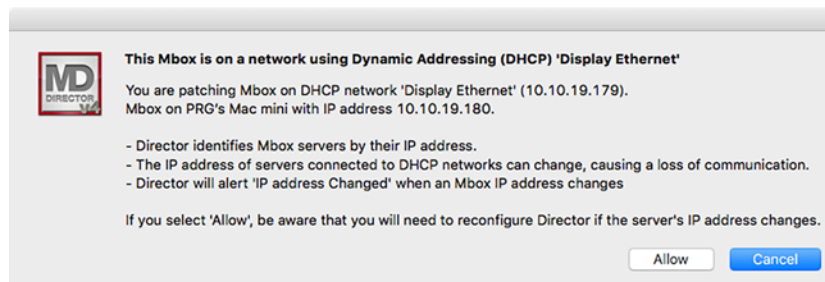 This Mbox is on a network using Dynamic Addressing (DHCP) 'Display Ethernet'
MD
DIRECTOR
V4
You are patching Mbox on DHCP network 'Display Ethernet' (10.10.19.179).
Mbox on PRG's Mac mini with IP address 10.10.19.180.
- Director identifies Mbox servers by their IP address.
- The IP address of servers connected to DHCP networks can change, causing a loss of communication.
- Director will alert 'IP address Changed' when an Mbox IP address changes
If you select 'Allow', be aware that you will need to reconfigure Director if the server's IP address changes.
Allow
Cancel